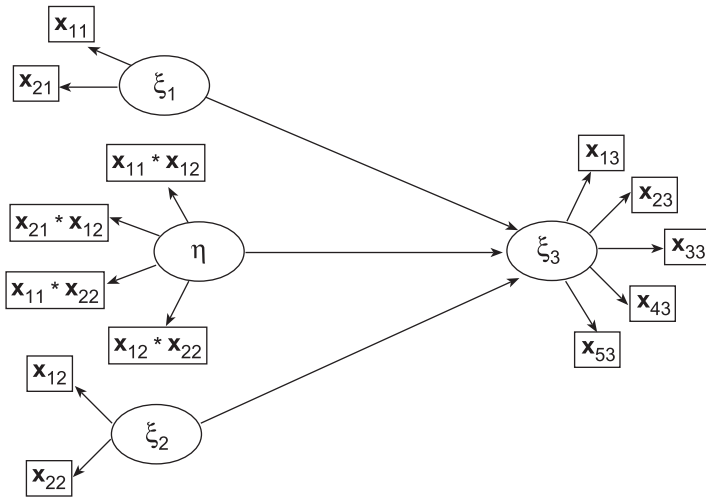 x₁₁
x₂₁
ξ₁
x₁₁ * x₁₂
x₂₁ * x₁₂
η
x₁₁ * x₂₂
x₁₂ * x₂₂
x₁₂
ξ₂
x₂₂
ξ₃
x₁₃
x₂₃
x₃₃
x₄₃
x₅₃